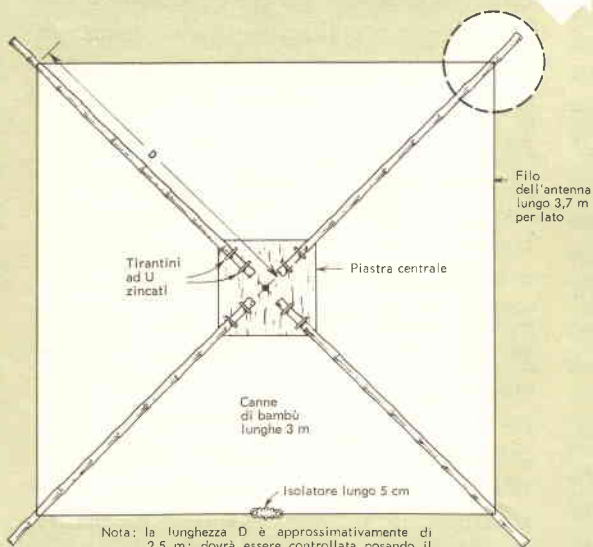 D
Filo
dell'antenna
lungo 3,7 m
per lato
Tirantini
ad U
zincati
Piastra centrale
Canne
di bambù
lunghe 3 m
Isolatore lungo 5 cm
Nota: la lunghezza D è approssimativamente di
2,5 m; dovrà essere controllata posando il